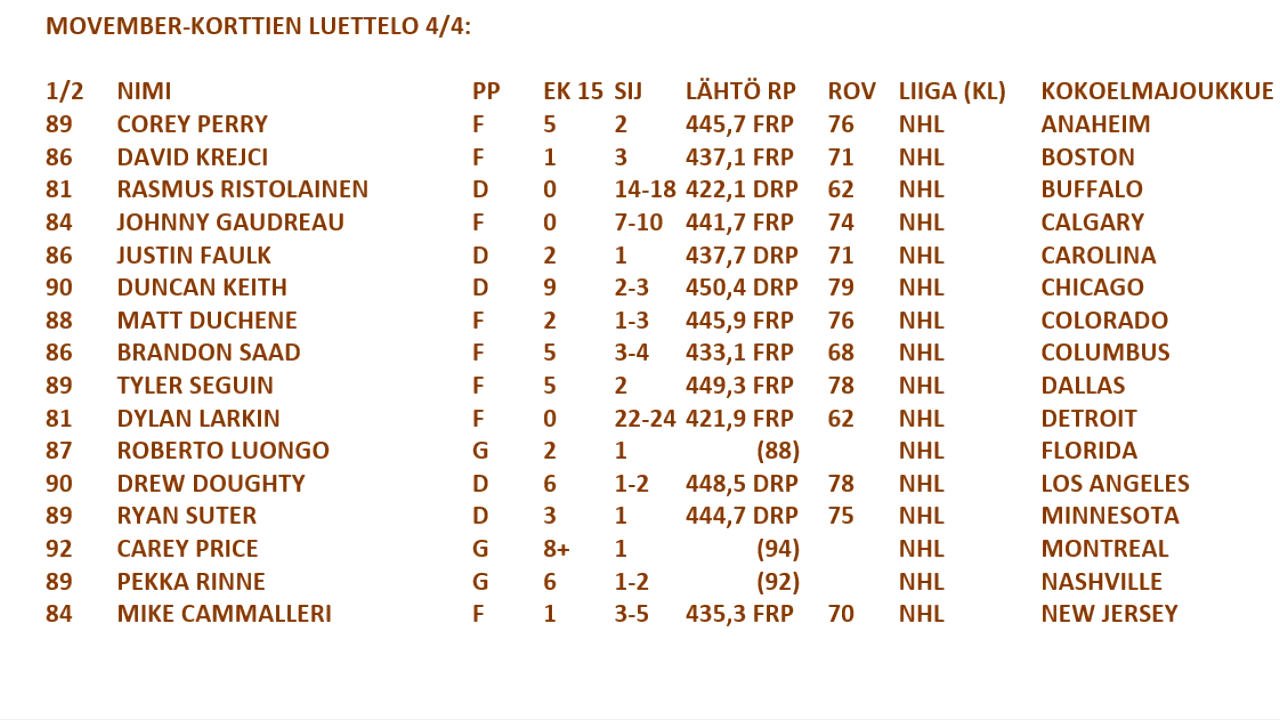 MOVEMBER-KORTTIEN LUETTELO 4/4:
1/2 NIMI PP EK 15 SIJ LÄHTÖ RP ROV LIIGA (KL) KOKOELMAJOUKKUE
89 COREY PERRY F 5 2 445,7 FRP 76 NHL ANAHEIM
86 DAVID KREJCI F 1 3 437,1 FRP 71 NHL BOSTON
81 RASMUS RISTOLAINEN D 0 14-18 422,1 DRP 62 NHL BUFFALO
84 JOHNNY GAUDREAU F 0 7-10 441,7 FRP 74 NHL CALGARY
86 JUSTIN FAULK D 2 1 437,7 DRP 71 NHL CAROLINA
90 DUNCAN KEITH D 9 2-3 450,4 DRP 79 NHL CHICAGO
88 MATT DUCHENE F 2 1-3 445,9 FRP 76 NHL COLORADO
86 BRANDON SAAD F 5 3-4 433,1 FRP 68 NHL COLUMBUS
89 TYLER SEGUIN F 5 2 449,3 FRP 78 NHL DALLAS
81 DYLAN LARKIN F 0 22-24 421,9 FRP 62 NHL DETROIT
87 ROBERTO LUONGO G 2 1 (88) NHL FLORIDA
90 DREW DOUGHTY D 6 1-2 448,5 DRP 78 NHL LOS ANGELES
89 RYAN SUTER D 3 1 444,7 DRP 75 NHL MINNESOTA
92 CAREY PRICE G 8+ 1 (94) NHL MONTREAL
89 PEKKA RINNE G 6 1-2 (92) NHL NASHVILLE
84 MIKE CAMMALLERI F 1 3-5 435,3 FRP 70 NHL NEW JERSEY